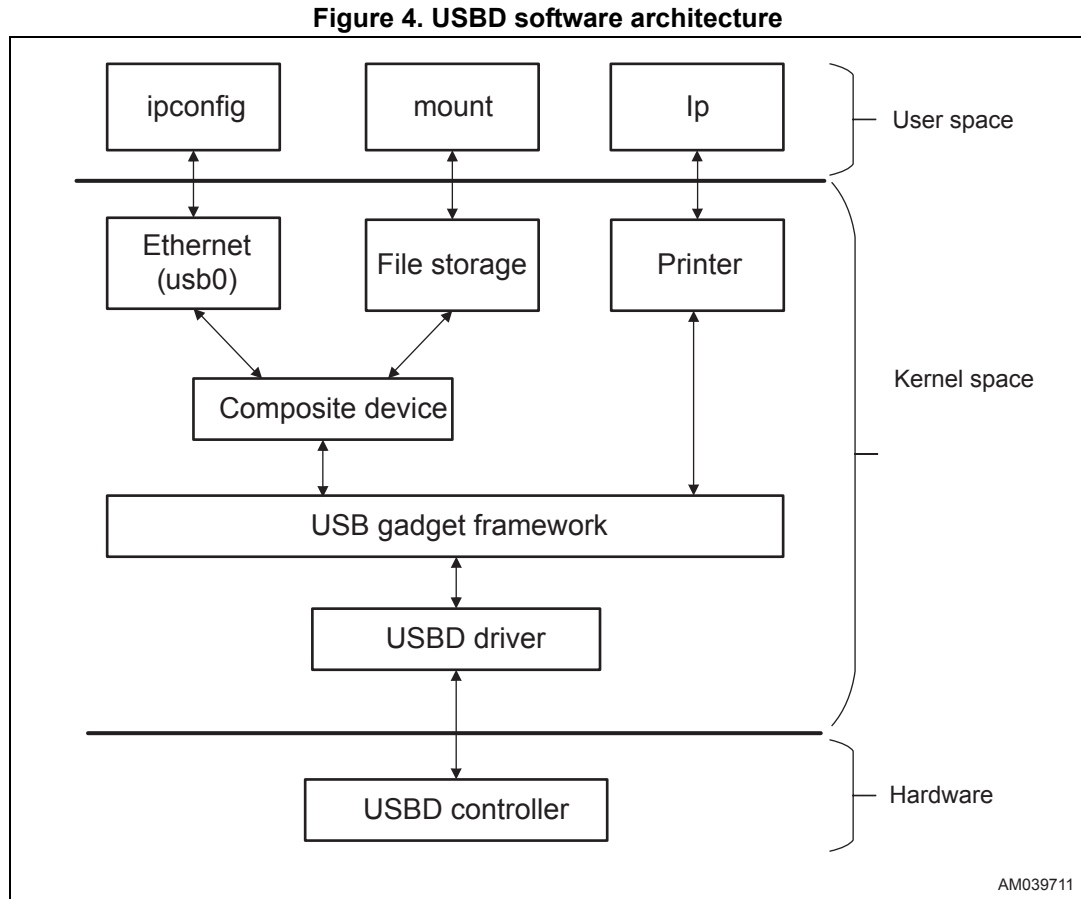 Figure 4. USBD software architecture
ipconfig
mount
lp
User space
Ethernet
(usb0)
File storage
Printer
Kernel space
Composite device
USB gadget framework
USBD driver
USBD controller
Hardware
AM039711